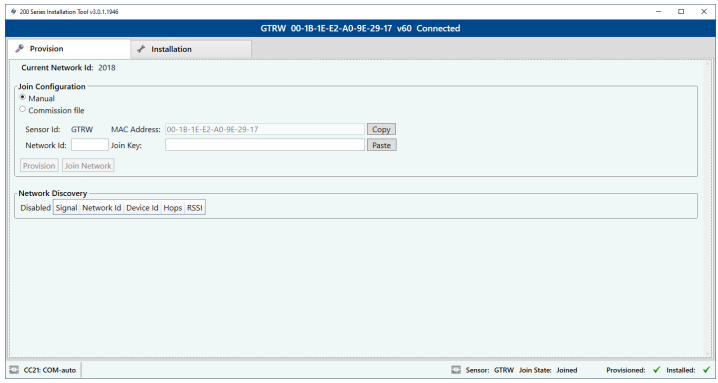 200 Series Installation Tool v3.0.1.1946
GTRW 00-1B-1E-E2-A0-9E-29-17 v60 Connected
Provision Installation
Current Network Id: 2018
Join Configuration
Manual
Commission file
Sensor Id: GTRW MAC Address: 00-1B-1E-E2-A0-9E-29-17 Copy
Network Id: Join Key: Paste
Provision Join Network
Network Discovery
Disabled Signal Network Id Device Id Hops RSSI
CC21: COM-auto Sensor: GTRW Join State: Joined Provisioned: Installed: